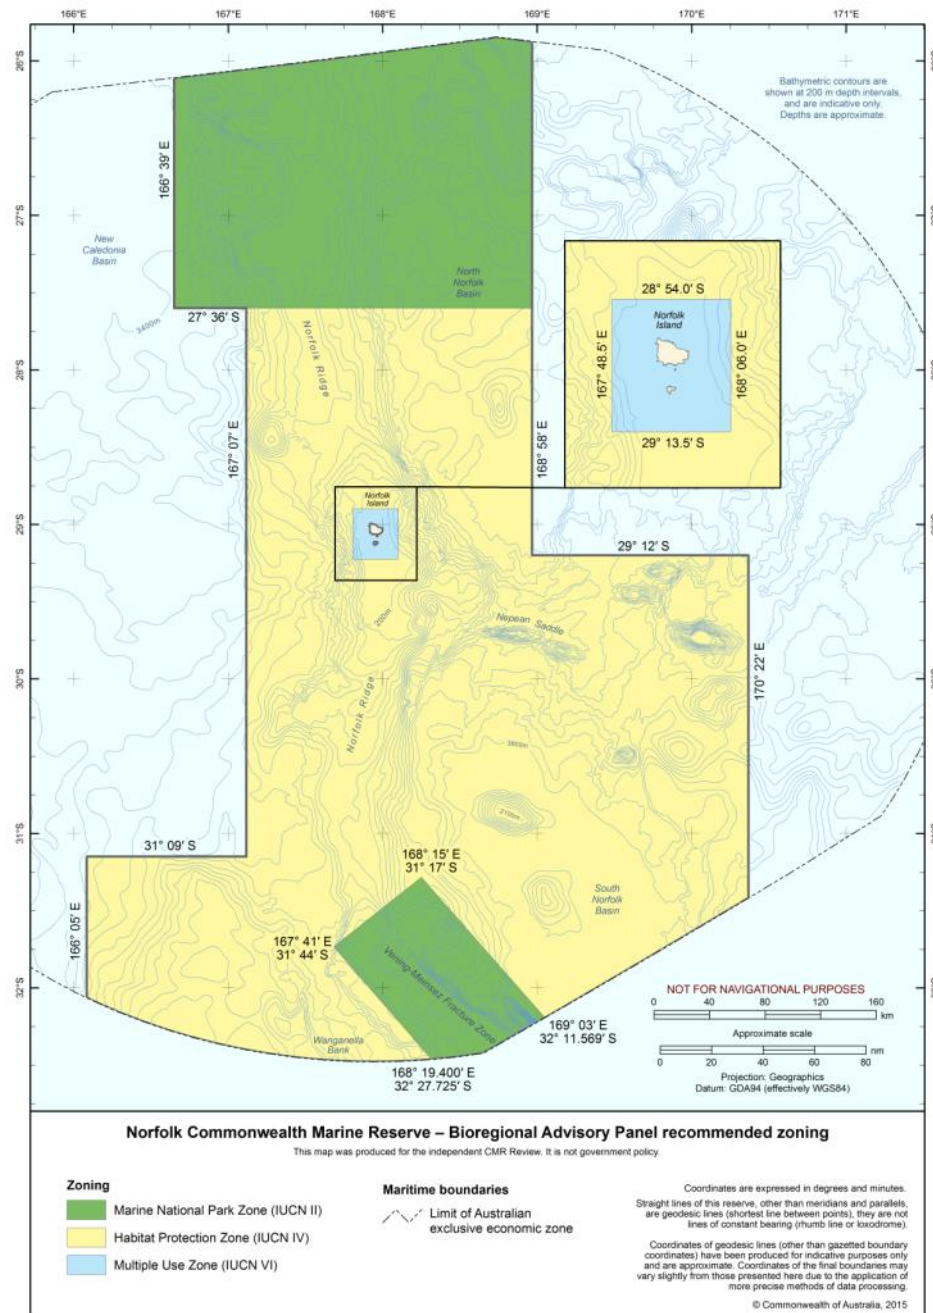 166°E 167°E 168°E 169°E 170°E 171°E
26°S
Bathymetric contours are
shown at 200 m depth intervals,
and are indicative only.
Depths are approximate.
166° 39′ E
27°S
New
Caledonia
Basin
North
Norfolk
Basin
3400m
27° 36′ S
28° 54.0′ S
Norfolk
Island
167° 48.5′ E
168° 06.0′ E
29° 13.5′ S
Norfolk Ridge
28°S
167° 07′ E
168° 58′ E
Norfolk
Island
29°S
29° 12′ S
200m
Nepean Saddle
30°S
170° 22′ E
Norfolk Ridge
3800m
2100m
31°S
31° 09′ S
168° 15′ E
31° 17′ S
South
Norfolk
Basin
166° 05′ E
167° 41′ E
31° 44′ S
Vening-Meinsez Fracture Zone
32°S
NOT FOR NAVIGATIONAL PURPOSES
0 40 80 120 160
km
Approximate scale
nm
0 20 40 60 80
169° 03′ E
32° 11.569′ S
Wanganella
Bank
168° 19.400′ E
32° 27.725′ S
Projection: Geographics
Datum: GDA94 (effectively WGS84)
Norfolk Commonwealth Marine Reserve – Bioregional Advisory Panel recommended zoning
This map was produced for the independent CMR Review. It is not government policy.
Zoning
Marine National Park Zone (IUCN II)
Habitat Protection Zone (IUCN IV)
Multiple Use Zone (IUCN VI)
Maritime boundaries
Limit of Australian
exclusive economic zone
Coordinates are expressed in degrees and minutes.
Straight lines of this reserve, other than meridians and parallels,
are geodesic lines (shortest line between points), they are not
lines of constant bearing (rhumb line or loxodrome).
Coordinates of geodesic lines (other than gazetted boundary
coordinates) have been produced for indicative purposes only
and are approximate. Coordinates of the final boundaries may
vary slightly from those presented here due to the application of
more precise methods of data processing.
© Commonwealth of Australia, 2015